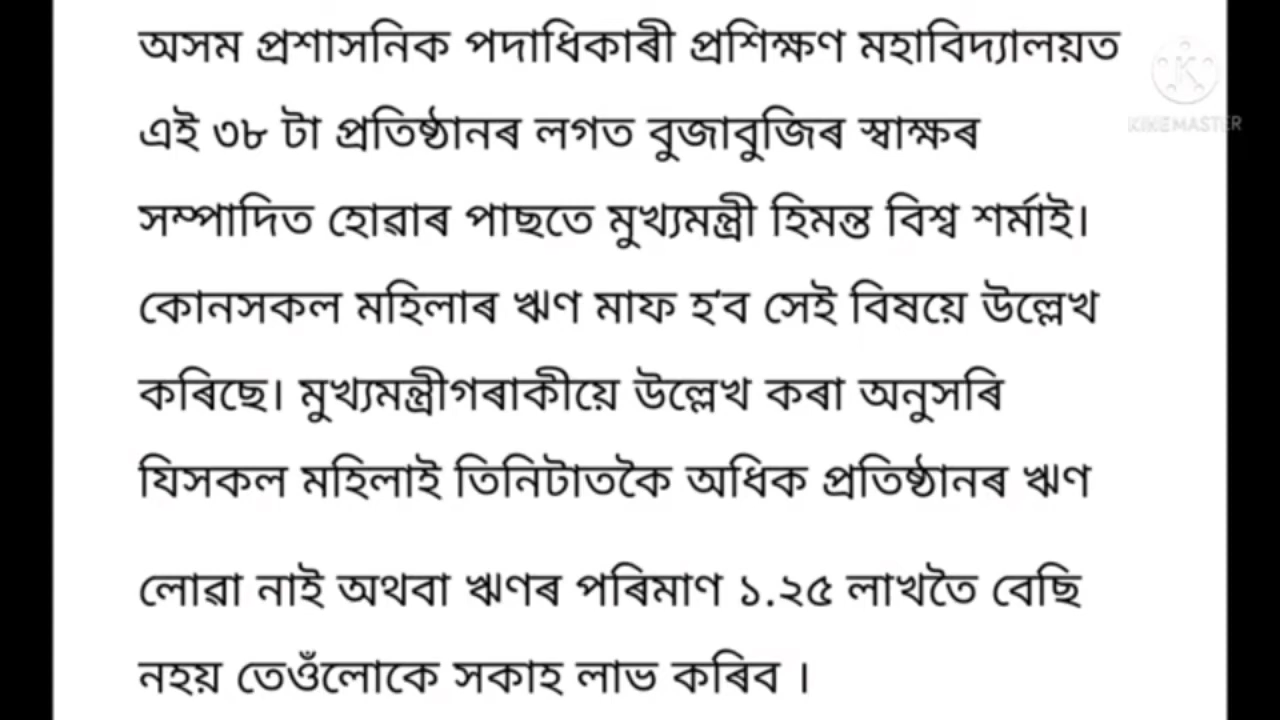 অসম প্ৰশাসনিক পদাধিকাৰী প্ৰশিক্ষণ মহাবিদ্যালয়ত
এই ৩৮ টা প্ৰতিষ্ঠানৰ লগত বুজাবুজিৰ স্বাক্ষৰ
সম্পাদিত হোৱাৰ পাছতে মুখ্যমন্ত্ৰী হিমন্ত বিশ্ব শৰ্মাই।
কোনসকল মহিলাৰ ঋণ মাফ হ'ব সেই বিষয়ে উল্লেখ
কৰিছে। মুখ্যমন্ত্ৰীগৰাকীয়ে উল্লেখ কৰা অনুসৰি
যিসকল মহিলাই তিনিটাতকৈ অধিক প্ৰতিষ্ঠানৰ ঋণ
লোৱা নাই অথবা ঋণৰ পৰিমাণ ১.২৫ লাখতৈ বেছি
নহয় তেওঁলোকে সকাহ লাভ কৰিব ।
KINEMASTER